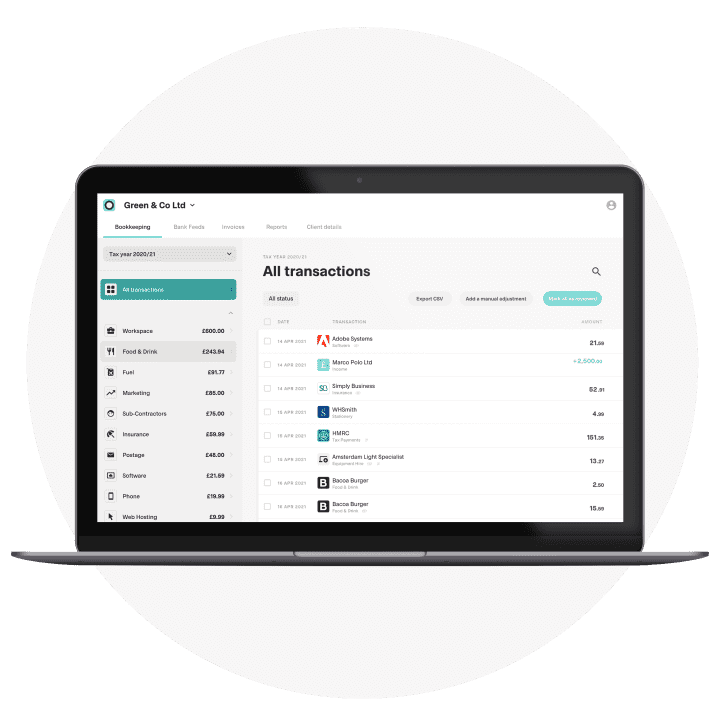 Green & Co Ltd
Bookkeeping Bank Feeds Invoices Reports Client details
Tax year 2020/21
All transactions
Workspace £600.00
Food & Drink £243.94
Fuel £91.77
Marketing £85.00
Sub-Contractors £75.00
Insurance £59.99
Postage £48.00
Software £21.59
Phone £19.99
Web Hosting £9.99
TAX YEAR 2020/21
All transactions
All status Export CSV Add a manual adjustment
DATE TRANSACTION AMOUNT
14 APR 2021 Adobe Systems 21.59
Software
14 APR 2021 Marco Polo Ltd +2,500.00
Income
14 APR 2021 Simply Business 52.91
Insurance
15 APR 2021 WHSmith 4.99
Stationery
15 APR 2021 HMRC 151.35
Tax Payments
15 APR 2021 Amsterdam Light Specialist 13.27
Equipment Hire
16 APR 2021 Bacoa Burger 2.50
Food & Drink
16 APR 2021 Bacoa Burger 15.59
Food & Drink